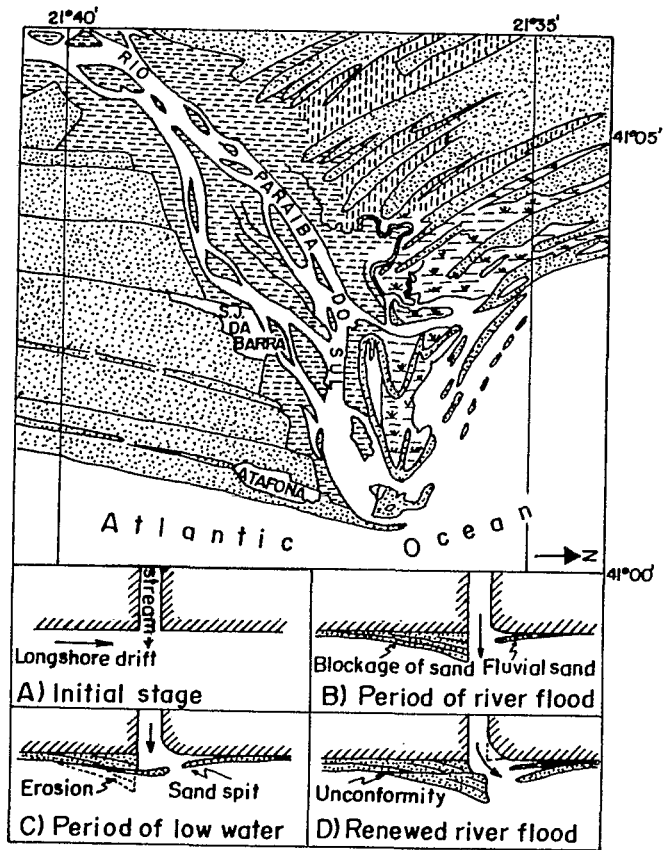 21°40'
21°35'
RIO PARAIBA DO SUL
41°05'
S.J.
DA
BARRA
ATAFONA
Atlantic Ocean
N
41°00'
stream
Longshore drift
A) Initial stage
Blockage of sand
Fluvial sand
B) Period of river flood
Erosion
Sand spit
C) Period of low water
Unconformity
D) Renewed river flood